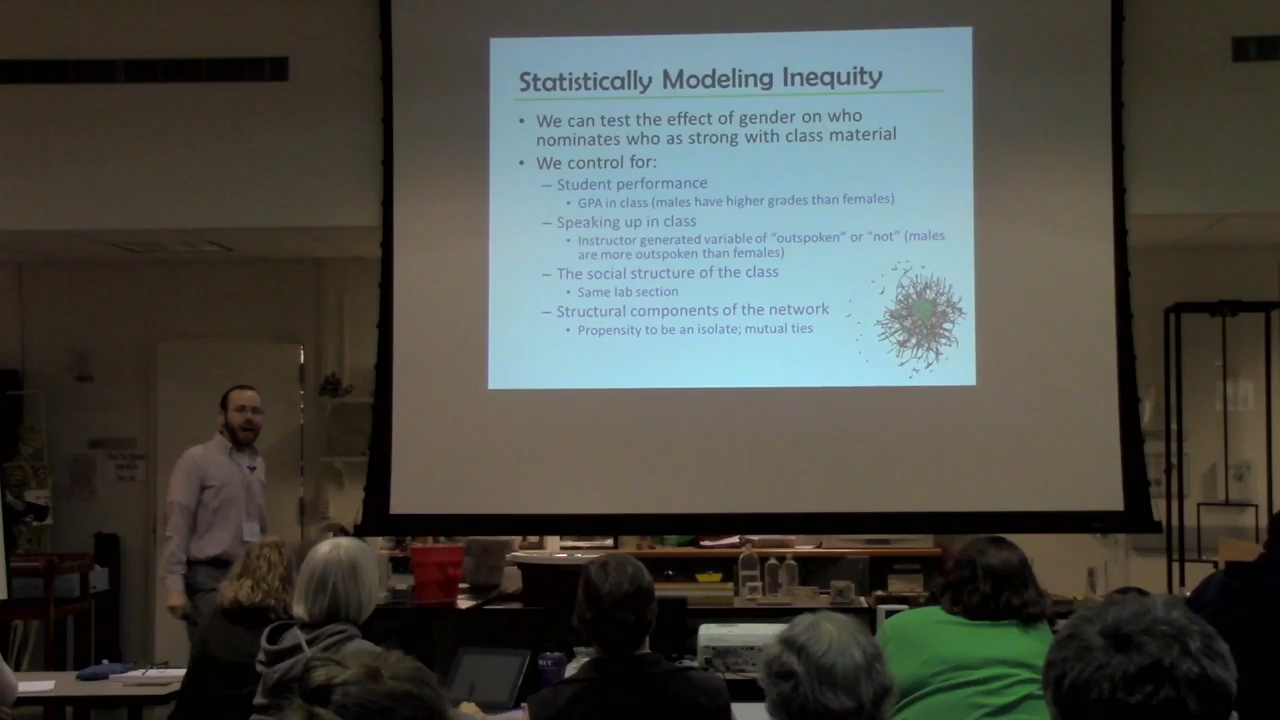 Statistically Modeling Inequity
• We can test the effect of gender on who
nominates who as strong with class material
• We control for:
– Student performance
• GPA in class (males have higher grades than females)
– Speaking up in class
• Instructor generated variable of “outspoken” or “not” (males
are more outspoken than females)
– The social structure of the class
• Same lab section
– Structural components of the network
• Propensity to be an isolate; mutual ties